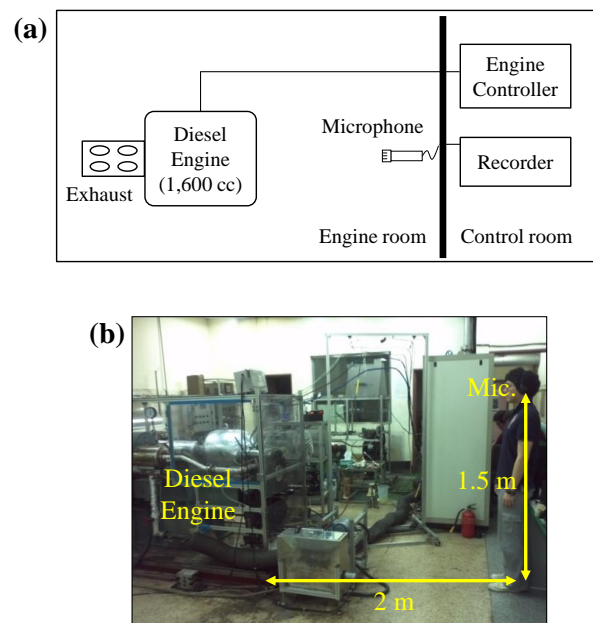 (a)
Engine
Controller
Diesel
Engine
(1,600 cc)
Microphone
Recorder
Exhaust
Engine room
Control room
(b)
Mic.
1.5 m
Diesel
Engine
2 m